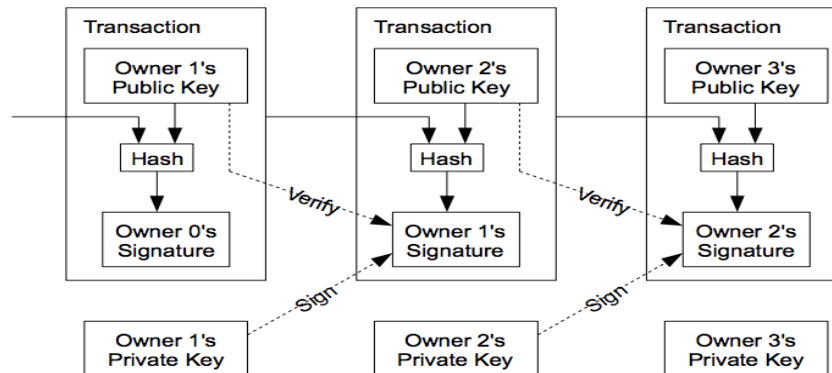 Transaction
Transaction
Transaction
Owner 1's
Public Key
Owner 2's
Public Key
Owner 3's
Public Key
Hash
Hash
Hash
Verify
Verify
Owner 0's
Signature
Owner 1's
Signature
Owner 2's
Signature
Sign
Sign
Owner 1's
Private Key
Owner 2's
Private Key
Owner 3's
Private Key